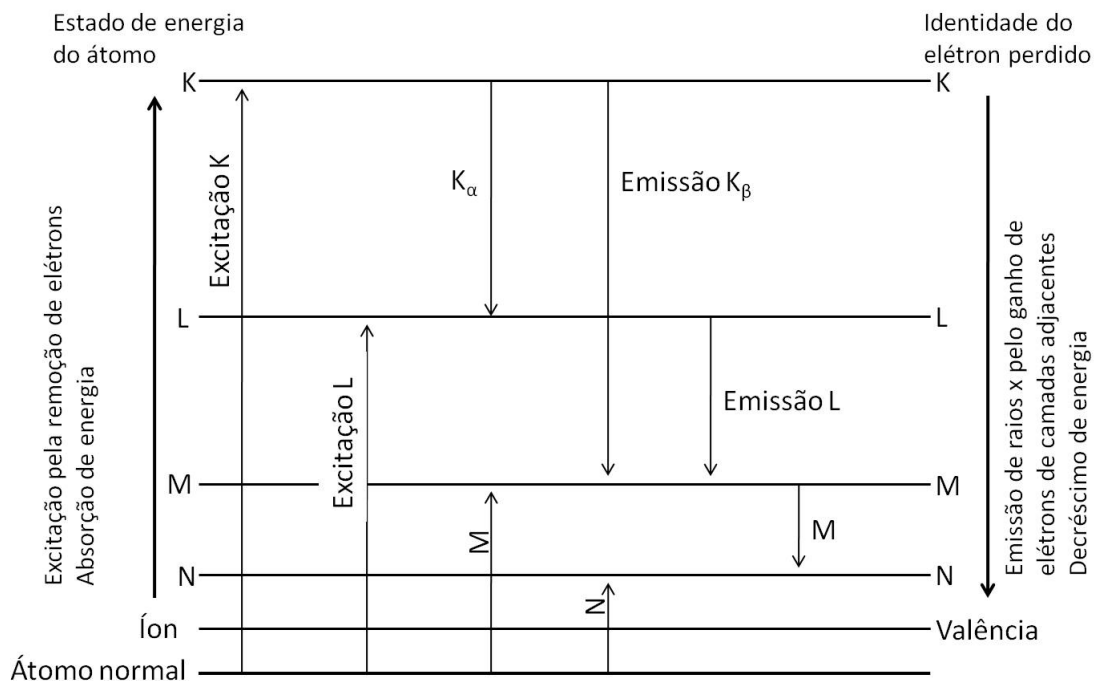 Estado de energia
do átomo
Identidade do
elétron perdido
K
K
Excitação K
Kα
Emissão Kβ
Excitação pela remoção de elétrons
Absorção de energia
Emissão de raios x pelo ganho de
elétrons de camadas adjacentes
Decréscimo de energia
L
L
Excitação L
Emissão L
M
M
M
M
N
N
N
Íon
Valência
Átomo normal